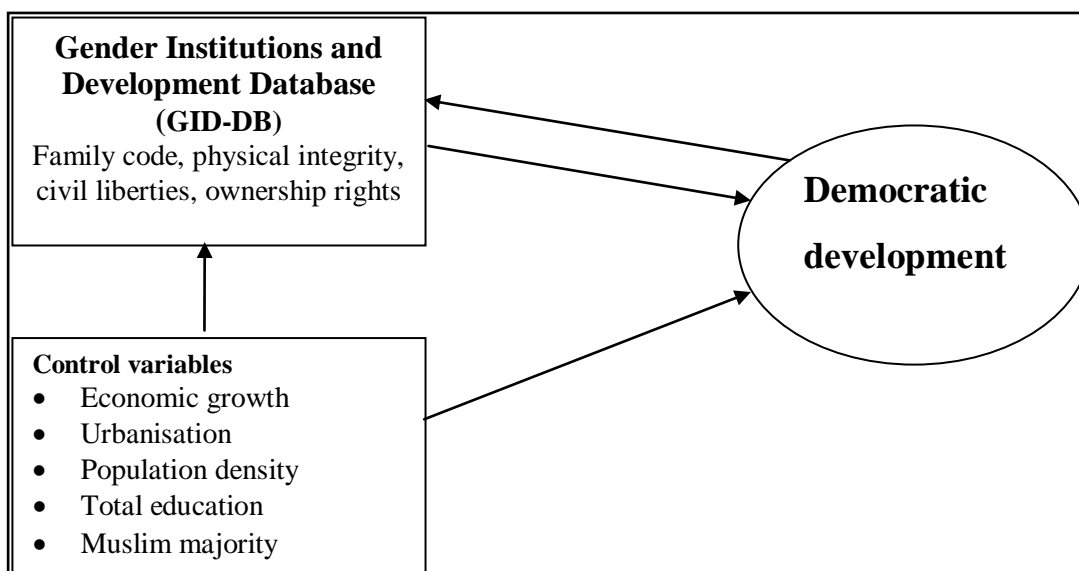 Gender Institutions and
Development Database
(GID-DB)
Family code, physical integrity,
civil liberties, ownership rights
Democratic
development
Control variables
• Economic growth
• Urbanisation
• Population density
• Total education
• Muslim majority